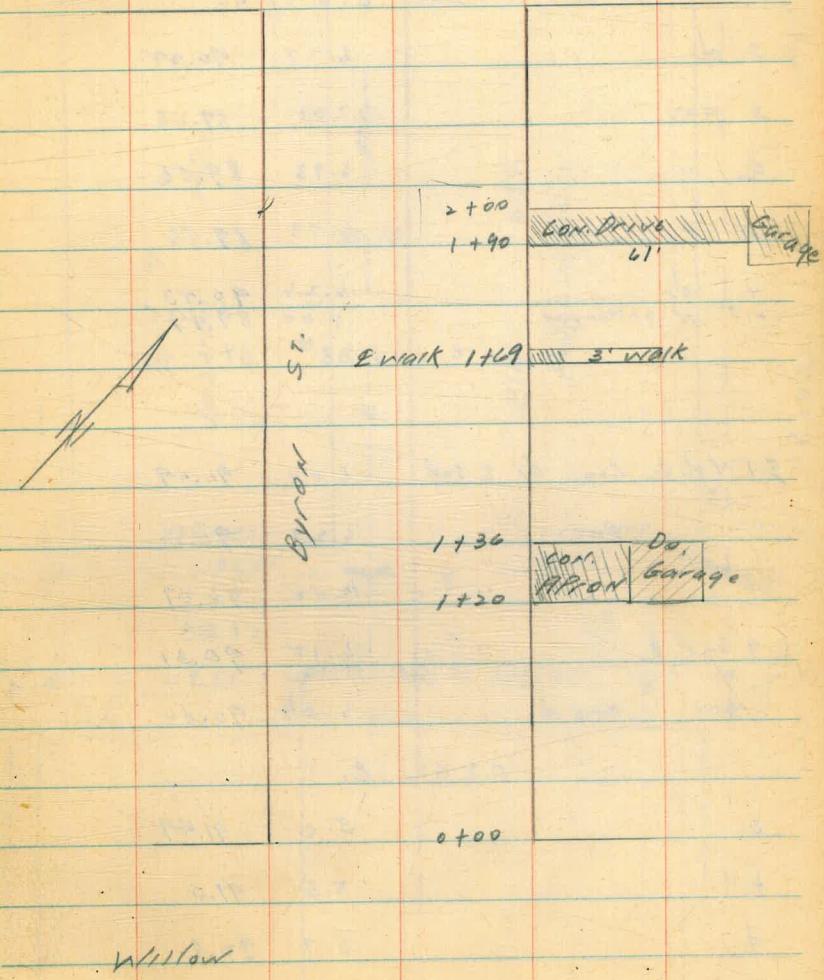 2+00
Con. Drive
Garage
1+90
61'
℄ walk 1+69
3' walk
Byron St.
N
1+36
Do.
Con.
Garage
Apron
1+20
0+00
Willow